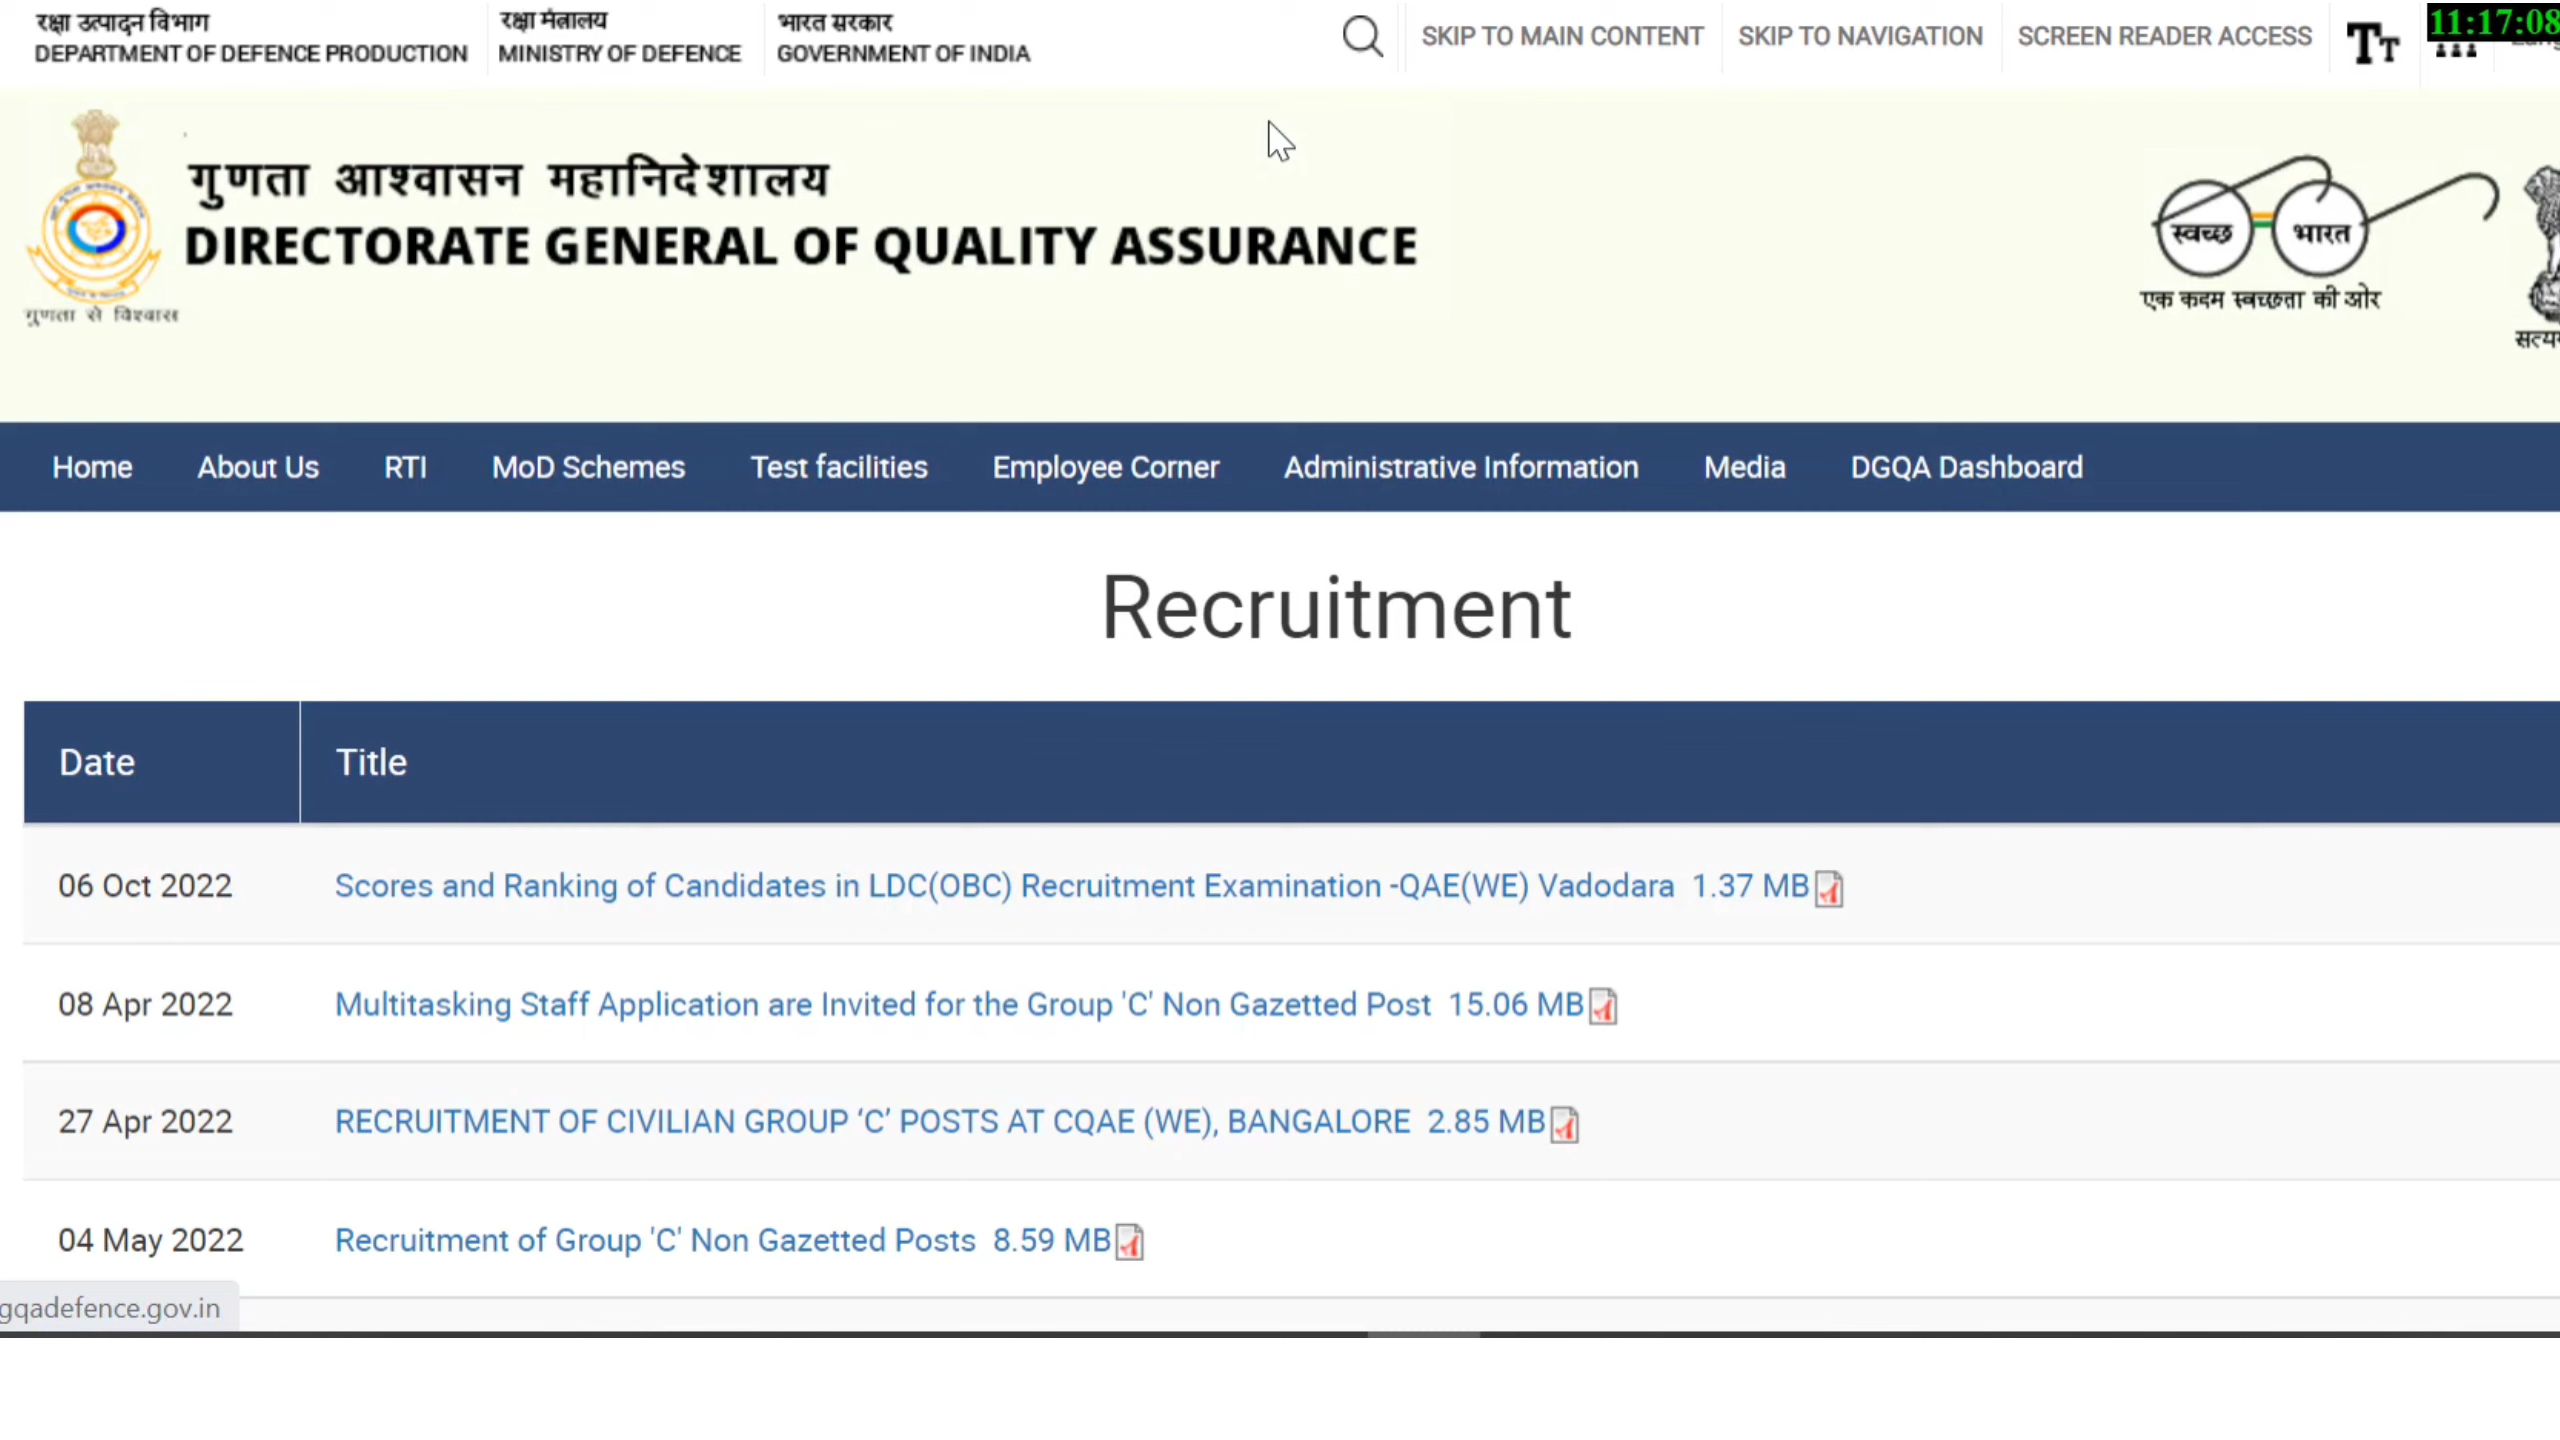 रक्षा उत्पादन विभाग
DEPARTMENT OF DEFENCE PRODUCTION
रक्षा मंत्रालय
MINISTRY OF DEFENCE
भारत सरकार
GOVERNMENT OF INDIA
SKIP TO MAIN CONTENT
SKIP TO NAVIGATION
SCREEN READER ACCESS
TT
11:17:08
गुणता आश्वासन महानिदेशालय
DIRECTORATE GENERAL OF QUALITY ASSURANCE
गुणता से विश्वास
स्वच्छ भारत
एक कदम स्वच्छता की ओर
Home About Us RTI MoD Schemes Test facilities Employee Corner Administrative Information Media DGQA Dashboard
Recruitment
Date Title
06 Oct 2022 Scores and Ranking of Candidates in LDC(OBC) Recruitment Examination -QAE(WE) Vadodara 1.37 MB
08 Apr 2022 Multitasking Staff Application are Invited for the Group 'C' Non Gazetted Post 15.06 MB
27 Apr 2022 RECRUITMENT OF CIVILIAN GROUP ‘C’ POSTS AT CQAE (WE), BANGALORE 2.85 MB
04 May 2022 Recruitment of Group 'C' Non Gazetted Posts 8.59 MB
gqadefence.gov.in